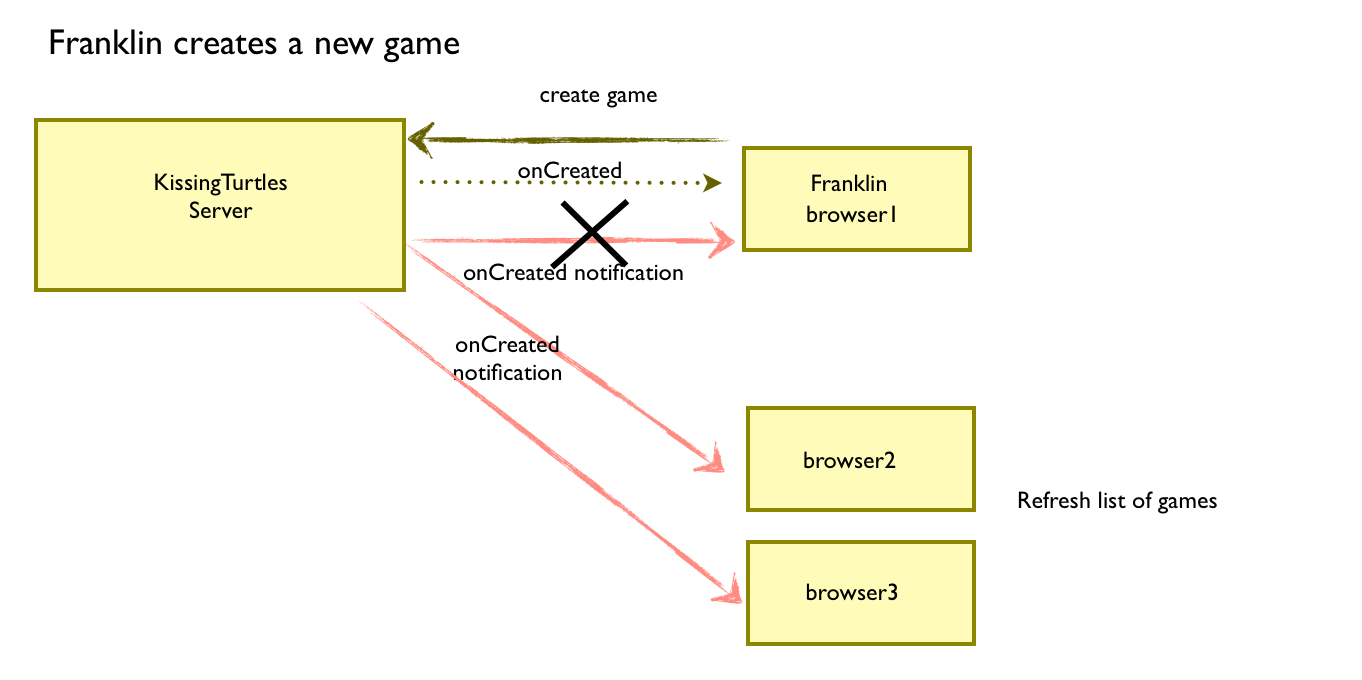 Franklin creates a new game
create game
KissingTurtles
Server
onCreated
Franklin
browser1
onCreated notification
onCreated
notification
browser2
Refresh list of games
browser3